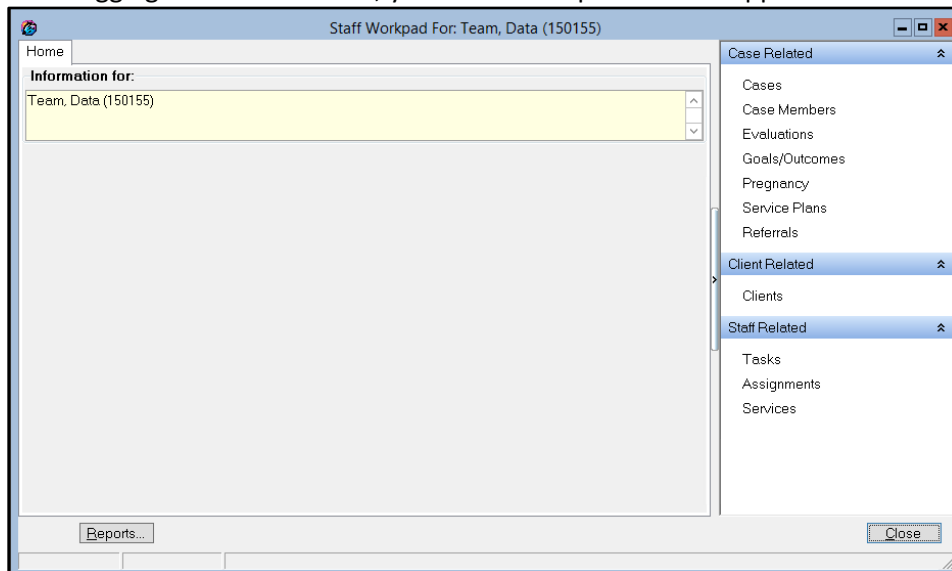 Staff Workpad For: Team, Data (150155)
Home
Information for:
Team, Data (150155)
Case Related
Cases
Case Members
Evaluations
Goals/Outcomes
Pregnancy
Service Plans
Referrals
Client Related
Clients
Staff Related
Tasks
Assignments
Services
Reports...
Close